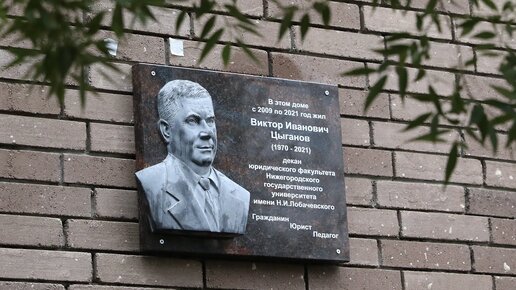 В этом доме
с 2009 по 2021 год жил
Виктор Иванович
Цыганов
(1970 - 2021)
декан
юридического факультета
Нижегородского
государственного
университета
имени Н.И.Лобачевского
Гражданин
Юрист
Педагог